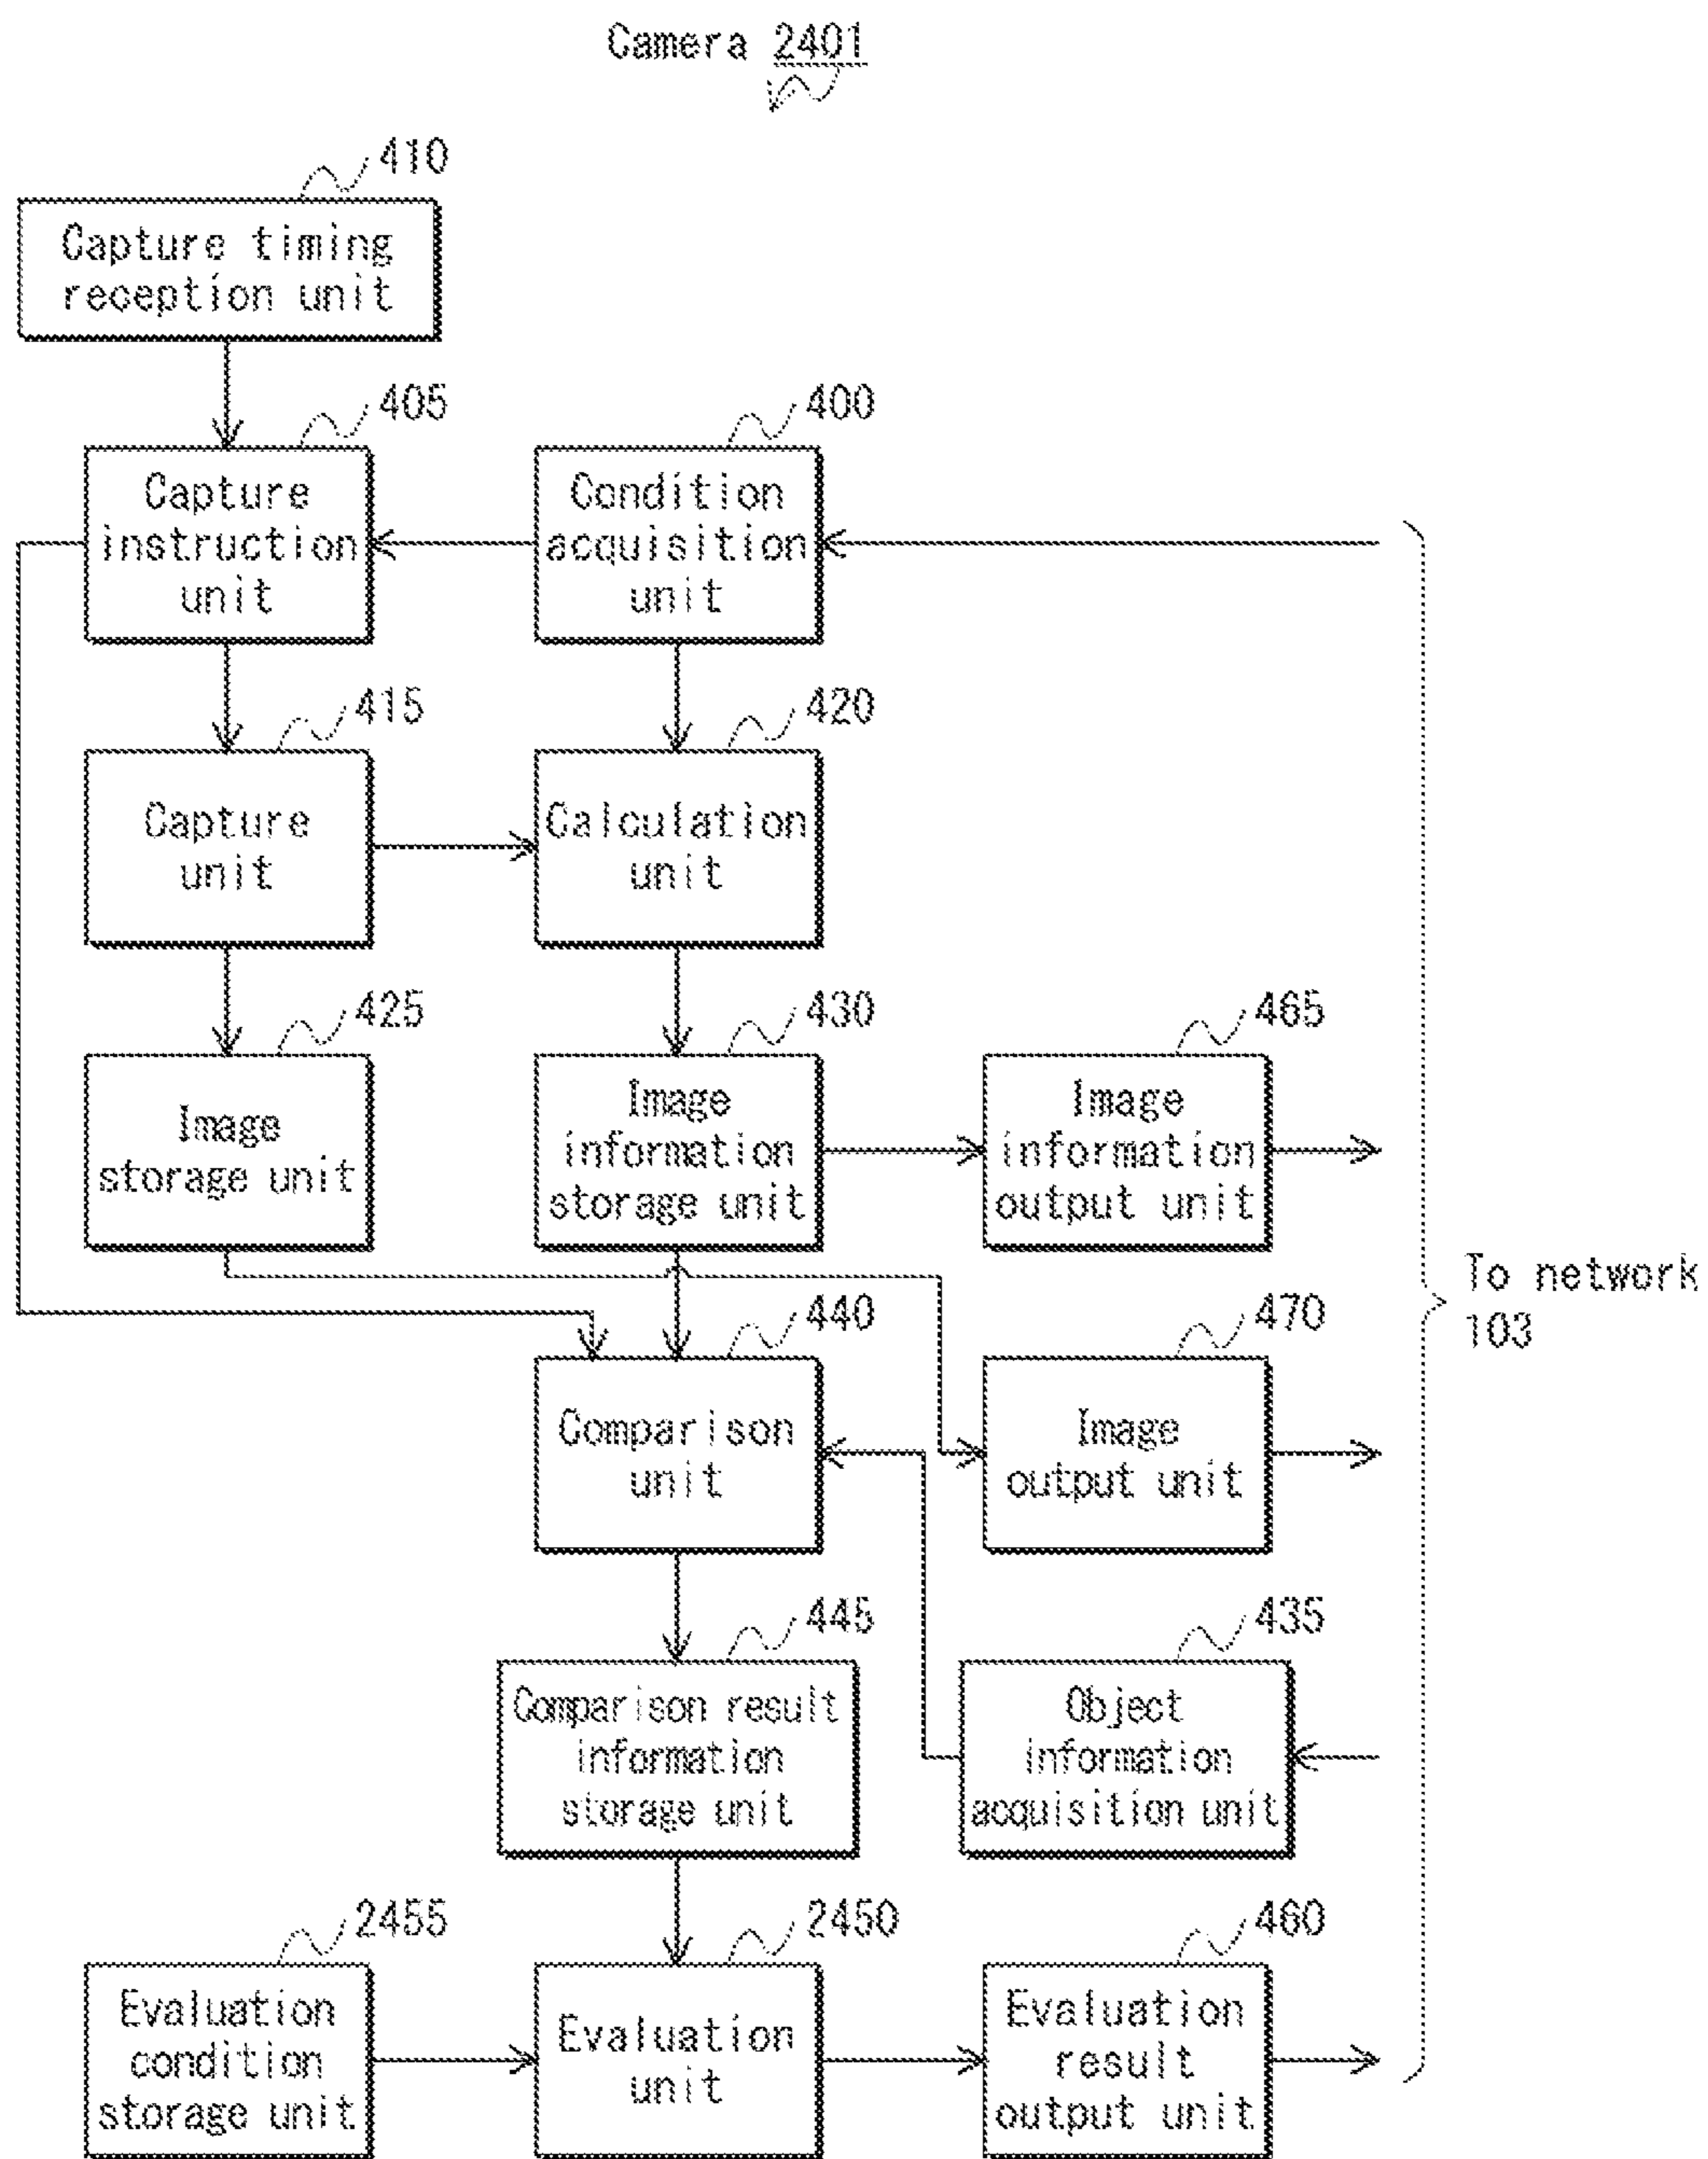 Camera 2401
410
Capture timing
reception unit
405
400
Capture
instruction
unit
Condition
acquisition
unit
415
420
Capture
unit
Calculation
unit
425
430
465
Image
storage unit
Image
information
storage unit
Image
information
output unit
To network
103
440
470
Comparison
unit
Image
output unit
445
435
Comparison result
information
storage unit
Object
information
acquisition unit
2455
2450
460
Evaluation
condition
storage unit
Evaluation
unit
Evaluation
result
output unit